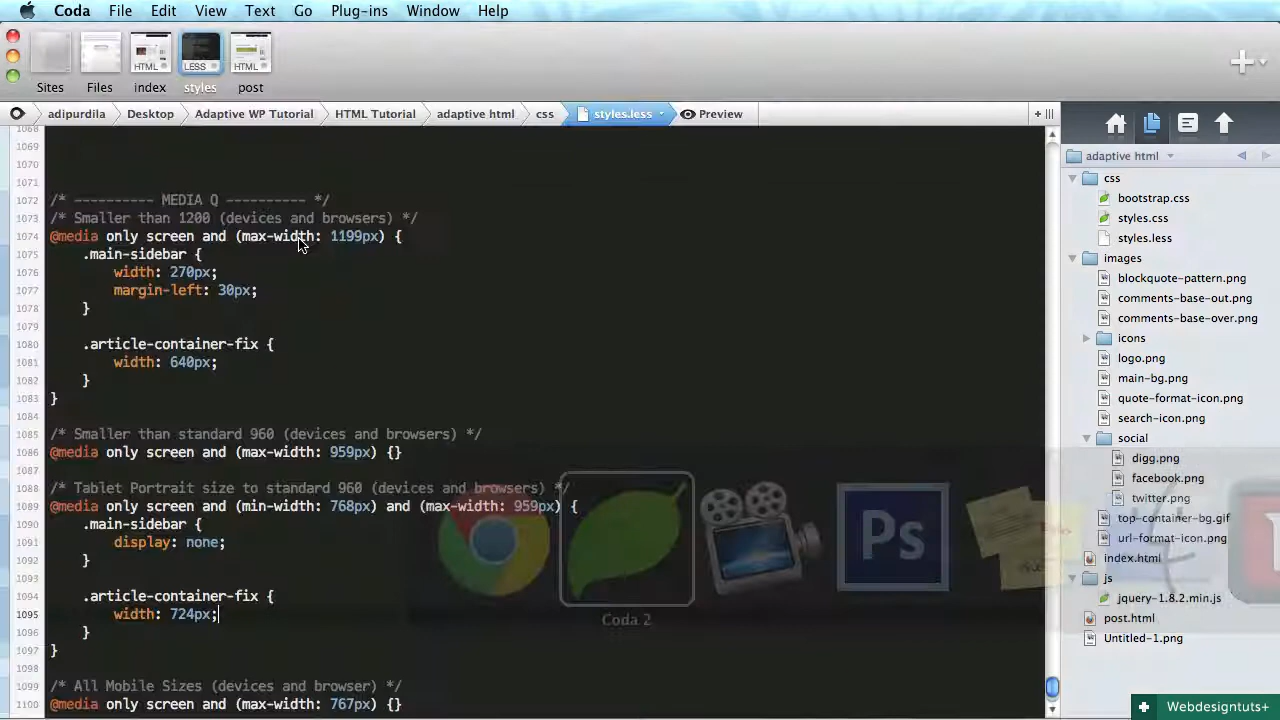 Coda File Edit View Text Go Plug-ins Window Help
HTML LESS HTML
Sites Files index styles post
adipurdila Desktop Adaptive WP Tutorial HTML Tutorial adaptive html css styles.less Preview
adaptive html
1068
1069
1070
1071
1072 /* ---------- MEDIA Q ---------- */
1073 /* Smaller than 1200 (devices and browsers) */
1074 @media only screen and (max-width: 1199px) {
1075 .main-sidebar {
1076 width: 270px;
1077 margin-left: 30px;
1078 }
1079
1080 .article-container-fix {
1081 width: 640px;
1082 }
1083 }
1084
1085 /* Smaller than standard 960 (devices and browsers) */
1086 @media only screen and (max-width: 959px) {}
1087
1088 /* Tablet Portrait size to standard 960 (devices and browsers) */
1089 @media only screen and (min-width: 768px) and (max-width: 959px) {
1090 .main-sidebar {
1091 display: none;
1092 }
1093
1094 .article-container-fix {
1095 width: 724px;
1096 }
1097 }
1098
1099 /* All Mobile Sizes (devices and browser) */
1100 @media only screen and (max-width: 767px) {}
Ps
Coda 2
css
bootstrap.css
styles.css
styles.less
images
blockquote-pattern.png
comments-base-out.png
comments-base-over.png
icons
logo.png
main-bg.png
quote-format-icon.png
search-icon.png
social
digg.png
facebook.png
twitter.png
top-container-bg.gif
url-format-icon.png
index.html
js
jquery-1.8.2.min.js
post.html
Untitled-1.png
Webdesigntuts+